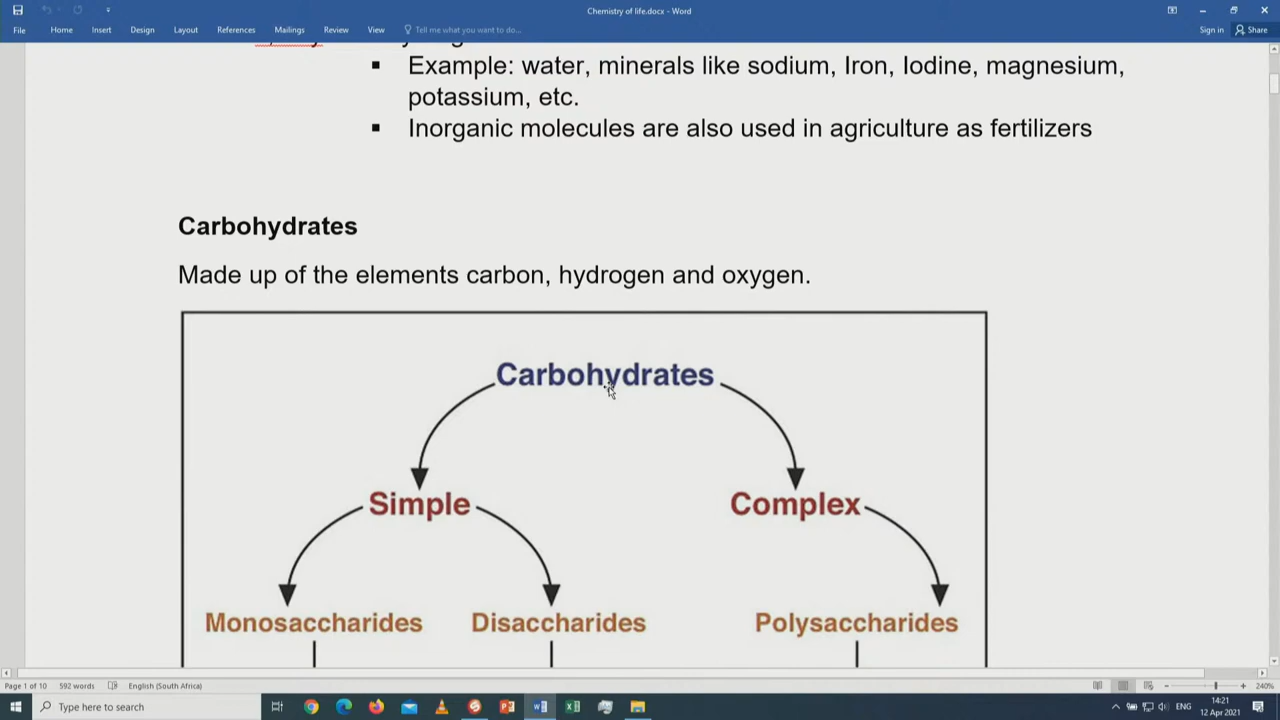 Chemistry of life.docx - Word
File Home Insert Design Layout References Mailings Review View Tell me what you want to do... Sign in Share
▪ Example: water, minerals like sodium, Iron, Iodine, magnesium,
potassium, etc.
▪ Inorganic molecules are also used in agriculture as fertilizers
Carbohydrates
Made up of the elements carbon, hydrogen and oxygen.
Carbohydrates
Simple Complex
Monosaccharides Disaccharides Polysaccharides
Page 1 of 10 592 words English (South Africa) 240%
Type here to search ENG 14:21
12 Apr 2021